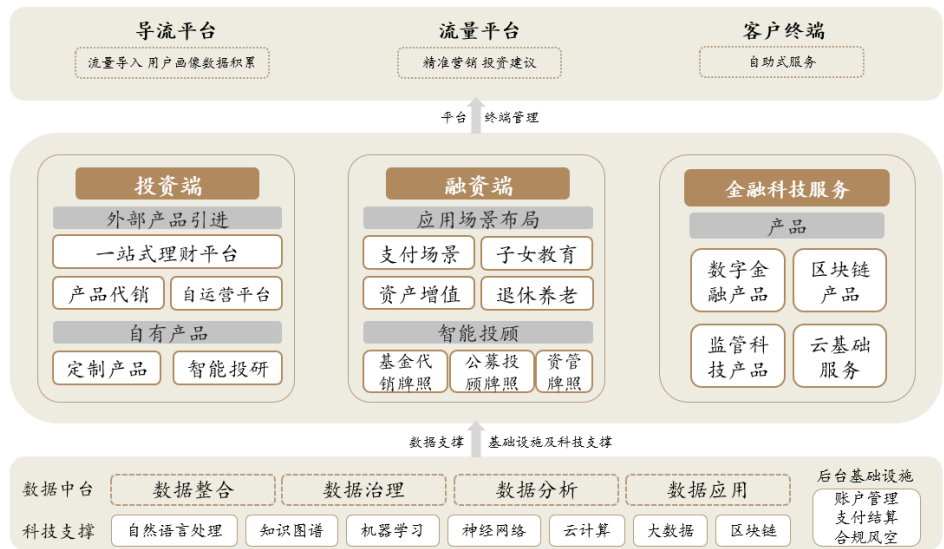 导流平台
流量导入 用户画像数据积累
流量平台
精准营销 投资建议
客户终端
自助式服务
平台 终端管理
投资端
外部产品引进
一站式理财平台
产品代销 自运营平台
自有产品
定制产品 智能投研
融资端
应用场景布局
支付场景 子女教育
资产增值 退休养老
智能投顾
基金代 公募投 资管
销牌照 顾牌照 牌照
金融科技服务
产品
数字金 区块链
融产品 产品
监管科 云基础
技产品 服务
数据支撑 基础设施及科技支撑
数据中台 数据整合 数据治理 数据分析 数据应用
科技支撑 自然语言处理 知识图谱 机器学习 神经网络 云计算 大数据 区块链
后台基础设施
账户管理
支付结算
合规风空